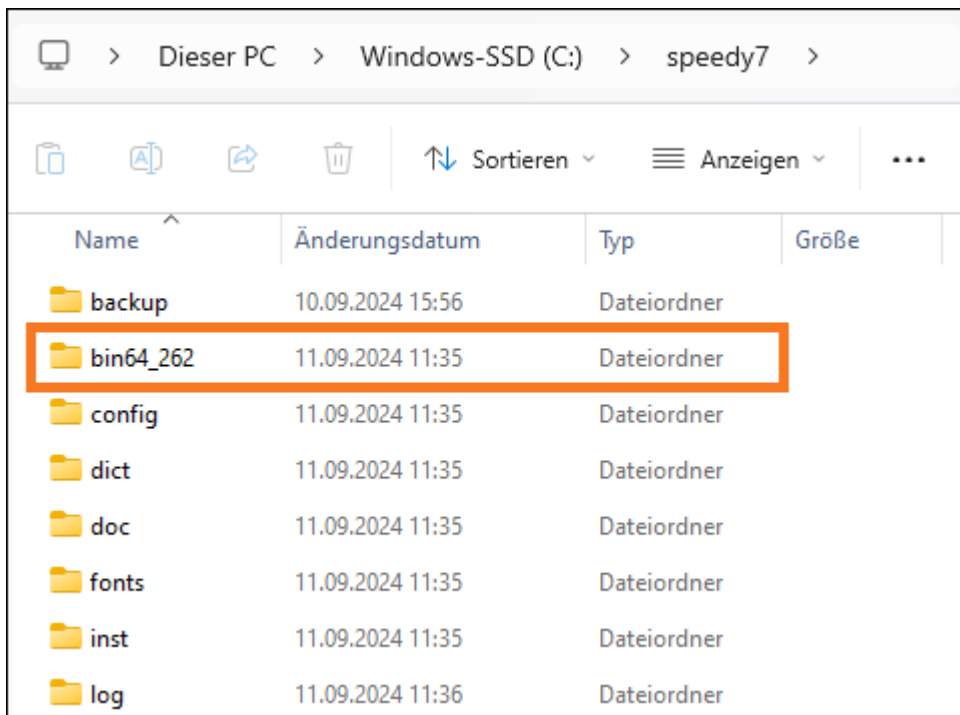 Dieser PC > Windows-SSD (C:) > speedy7 >
Sortieren Anzeigen ...
Name Änderungsdatum Typ Größe
backup 10.09.2024 15:56 Dateiordner
bin64_262 11.09.2024 11:35 Dateiordner
config 11.09.2024 11:35 Dateiordner
dict 11.09.2024 11:35 Dateiordner
doc 11.09.2024 11:35 Dateiordner
fonts 11.09.2024 11:35 Dateiordner
inst 11.09.2024 11:35 Dateiordner
log 11.09.2024 11:36 Dateiordner